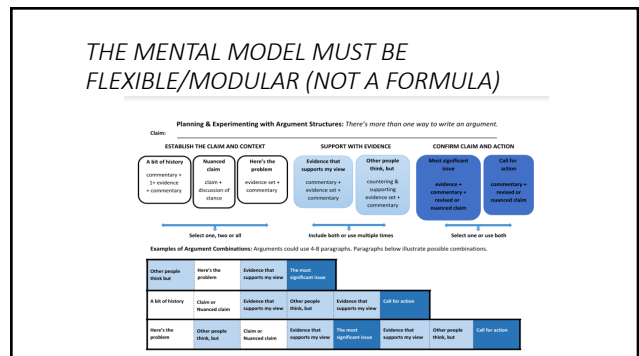 THE MENTAL MODEL MUST BE
FLEXIBLE/MODULAR (NOT A FORMULA)
Planning & Experimenting with Argument Structures: There's more than one way to write an argument.
Claim:
ESTABLISH THE CLAIM AND CONTEXT
SUPPORT WITH EVIDENCE
CONFIRM CLAIM AND ACTION
A bit of history
commentary +
1+ evidence
+ commentary
Nuanced
claim
claim +
discussion of
stance
Here's the
problem
evidence set +
commentary
Evidence that
supports my view
commentary +
evidence set +
commentary
Other people
think, but
countering &
supporting
evidence set +
commentary
Most significant
issue
evidence +
commentary +
revised or
nuanced claim
Call for
action
commentary +
revised or
nuanced claim
Select one, two or all
Include both or use multiple times
Select one or use both
Examples of Argument Combinations: Arguments could use 4-8 paragraphs. Paragraphs below illustrate possible combinations.
Other people
think but
Here's the
problem
Evidence that
supports my view
The most
significant issue
A bit of history
Claim or
Nuanced claim
Evidence that
supports my view
Other people
think, but
Evidence that
supports my view
Call for action
Here's the
problem
Other people
think, but
Claim or
Nuanced claim
Evidence that
supports my view
The most
significant issue
Evidence that
supports my view
Other people
think, but
Call for action